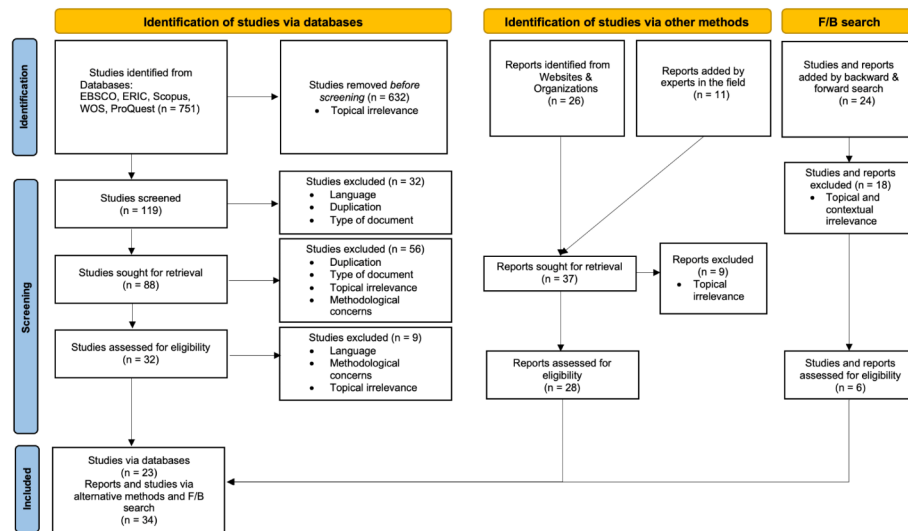 Identification of studies via databases
Identification of studies via other methods
F/B search
Identification
Studies identified from
Databases:
EBSCO, ERIC, Scopus,
WOS, ProQuest (n = 751)
Studies removed before
screening (n = 632)
• Topical irrelevance
Reports identified from
Websites &
Organizations
(n = 26)
Reports added by
experts in the field
(n = 11)
Studies and reports
added by backward &
forward search
(n = 24)
Screening
Studies screened
(n = 119)
Studies excluded (n = 32)
• Language
• Duplication
• Type of document
Studies and reports
excluded (n = 18)
• Topical and
contextual
irrelevance
Studies sought for retrieval
(n = 88)
Studies excluded (n = 56)
• Duplication
• Type of document
• Topical irrelevance
• Methodological
concerns
Reports sought for retrieval
(n = 37)
Reports excluded
(n = 9)
• Topical
irrelevance
Studies assessed for eligibility
(n = 32)
Studies excluded (n = 9)
• Language
• Methodological
concerns
• Topical irrelevance
Reports assessed for
eligibility
(n = 28)
Studies and reports
assessed for eligibility
(n = 6)
Included
Studies via databases
(n = 23)
Reports and studies via
alternative methods and F/B
search
(n = 34)